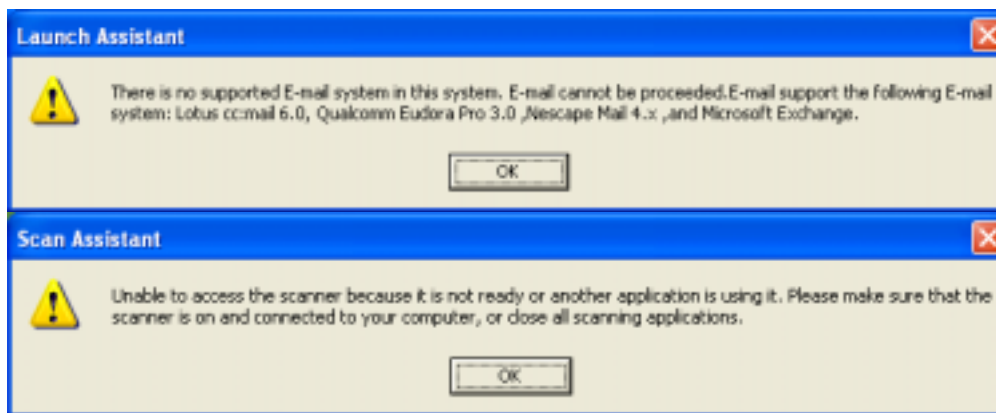 Launch Assistant
There is no supported E-mail system in this system. E-mail cannot be proceeded.E-mail support the following E-mail
system: Lotus cc:mail 6.0, Qualcomm Eudora Pro 3.0 ,Nescape Mail 4.x ,and Microsoft Exchange.
OK
Scan Assistant
Unable to access the scanner because it is not ready or another application is using it. Please make sure that the
scanner is on and connected to your computer, or close all scanning applications.
OK